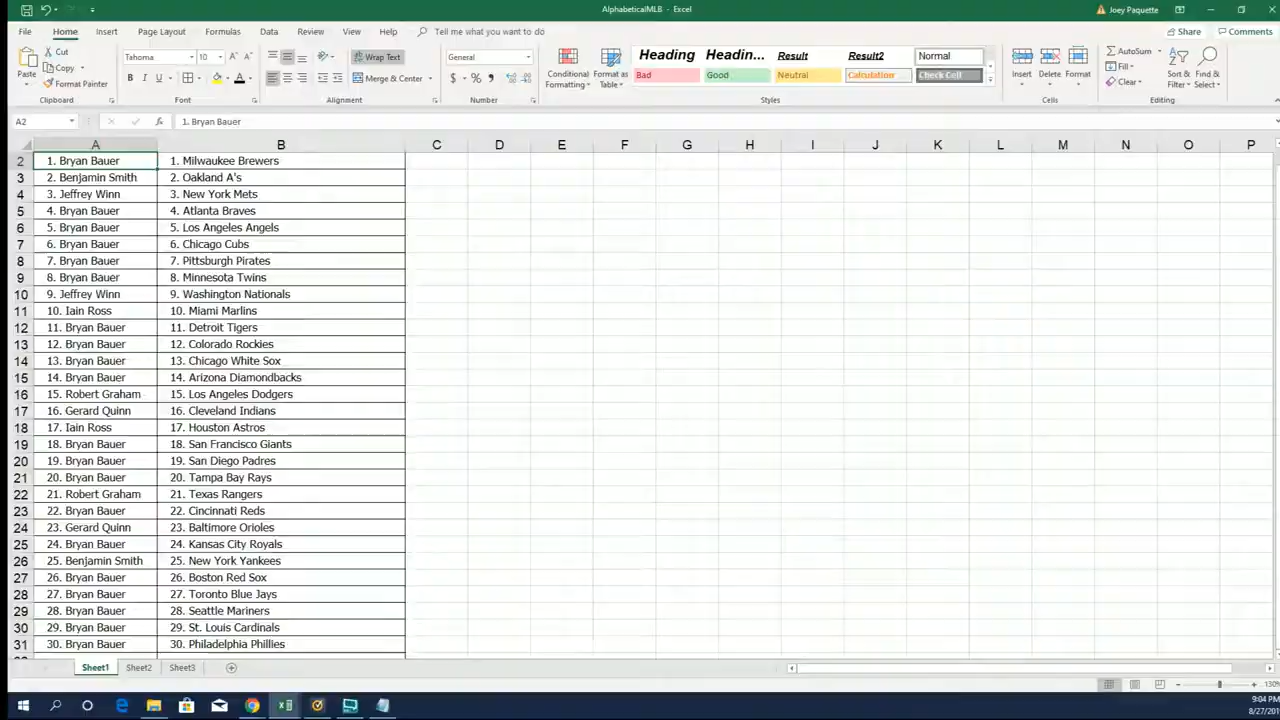 AlphabeticalMLB - Excel
Joey Paquette
File Home Insert Page Layout Formulas Data Review View Help Tell me what you want to do
Share Comments
Paste Cut Copy Format Painter
Tahoma 10
B U
Wrap Text
Merge & Center
General
$ % ,
Conditional Formatting Format as Table
Heading Headin... Result Result2 Normal
Bad Good Neutral Calculation Check Cell
Insert Delete Format
AutoSum Fill Clear Sort & Filter Find & Select
Clipboard Font Alignment Number Styles Cells Editing
A2 fx 1. Bryan Bauer
A B C D E F G H I J K L M N O P
2 1. Bryan Bauer 1. Milwaukee Brewers
3 2. Benjamin Smith 2. Oakland A's
4 3. Jeffrey Winn 3. New York Mets
5 4. Bryan Bauer 4. Atlanta Braves
6 5. Bryan Bauer 5. Los Angeles Angels
7 6. Bryan Bauer 6. Chicago Cubs
8 7. Bryan Bauer 7. Pittsburgh Pirates
9 8. Bryan Bauer 8. Minnesota Twins
10 9. Jeffrey Winn 9. Washington Nationals
11 10. Iain Ross 10. Miami Marlins
12 11. Bryan Bauer 11. Detroit Tigers
13 12. Bryan Bauer 12. Colorado Rockies
14 13. Bryan Bauer 13. Chicago White Sox
15 14. Bryan Bauer 14. Arizona Diamondbacks
16 15. Robert Graham 15. Los Angeles Dodgers
17 16. Gerard Quinn 16. Cleveland Indians
18 17. Iain Ross 17. Houston Astros
19 18. Bryan Bauer 18. San Francisco Giants
20 19. Bryan Bauer 19. San Diego Padres
21 20. Bryan Bauer 20. Tampa Bay Rays
22 21. Robert Graham 21. Texas Rangers
23 22. Bryan Bauer 22. Cincinnati Reds
24 23. Gerard Quinn 23. Baltimore Orioles
25 24. Bryan Bauer 24. Kansas City Royals
26 25. Benjamin Smith 25. New York Yankees
27 26. Bryan Bauer 26. Boston Red Sox
28 27. Bryan Bauer 27. Toronto Blue Jays
29 28. Bryan Bauer 28. Seattle Mariners
30 29. Bryan Bauer 29. St. Louis Cardinals
31 30. Bryan Bauer 30. Philadelphia Phillies
Sheet1 Sheet2 Sheet3
130%
9:04 PM
8/27/20